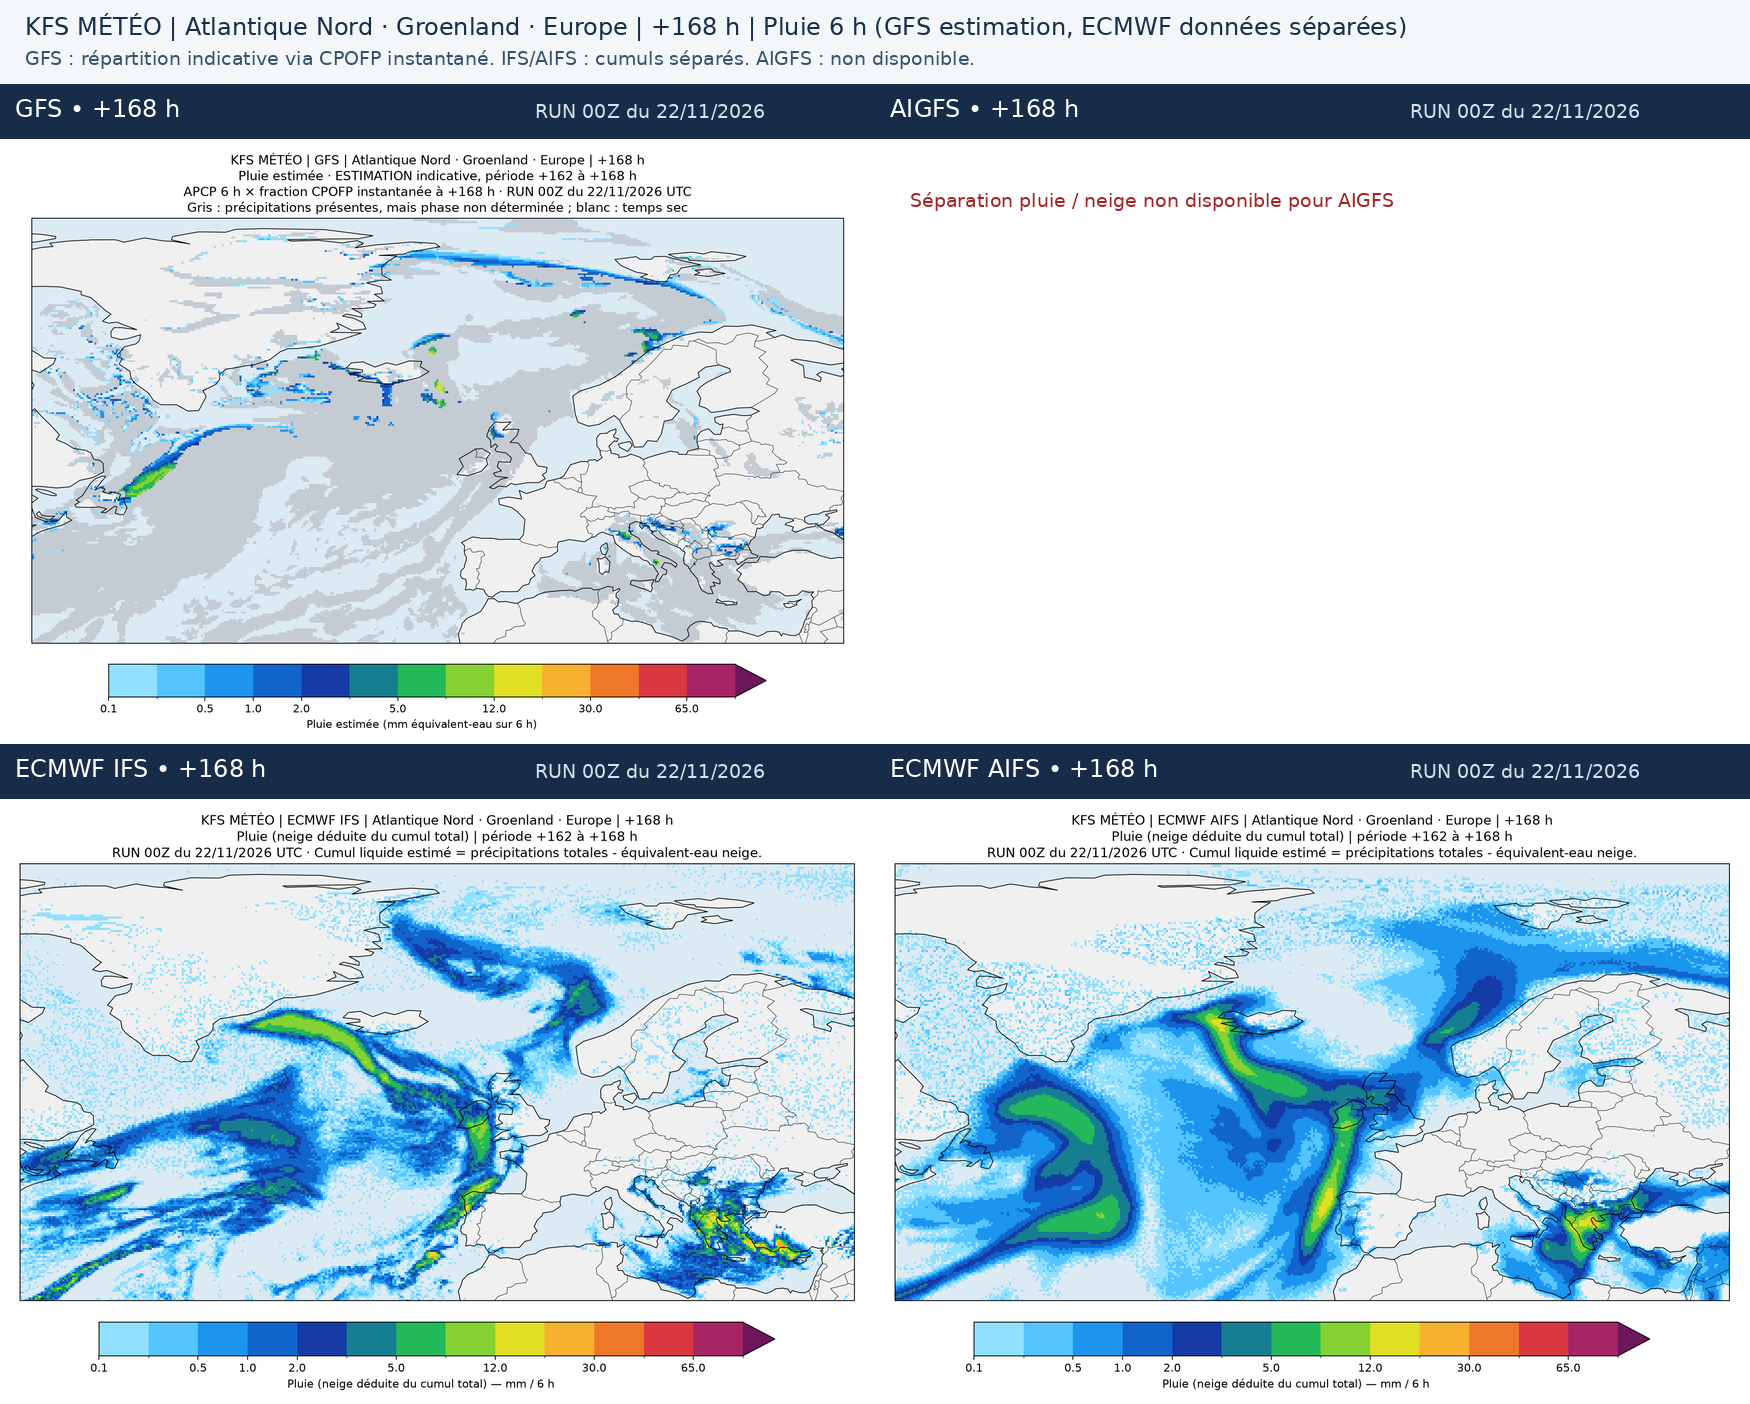 KFS MÉTÉO | Atlantique Nord · Groenland · Europe | +168 h | Pluie 6 h (GFS estimation, ECMWF données séparées)
GFS : répartition indicative via CPOFP instantané. IFS/AIFS : cumuls séparés. AIGFS : non disponible.
GFS • +168 h
RUN 00Z du 22/11/2026
AIGFS • +168 h
RUN 00Z du 22/11/2026
KFS MÉTÉO | GFS | Atlantique Nord · Groenland · Europe | +168 h
Pluie estimée · ESTIMATION indicative, période +162 à +168 h
APCP 6 h × fraction CPOFP instantanée à +168 h · RUN 00Z du 22/11/2026 UTC
Gris : précipitations présentes, mais phase non déterminée ; blanc : temps sec
Séparation pluie / neige non disponible pour AIGFS
0.1 0.5 1.0 2.0 5.0 12.0 30.0 65.0
Pluie estimée (mm équivalent-eau sur 6 h)
ECMWF IFS • +168 h
RUN 00Z du 22/11/2026
ECMWF AIFS • +168 h
RUN 00Z du 22/11/2026
KFS MÉTÉO | ECMWF IFS | Atlantique Nord · Groenland · Europe | +168 h
Pluie (neige déduite du cumul total) | période +162 à +168 h
RUN 00Z du 22/11/2026 UTC · Cumul liquide estimé = précipitations totales - équivalent-eau neige.
0.1 0.5 1.0 2.0 5.0 12.0 30.0 65.0
Pluie (neige déduite du cumul total) — mm / 6 h
KFS MÉTÉO | ECMWF AIFS | Atlantique Nord · Groenland · Europe | +168 h
Pluie (neige déduite du cumul total) | période +162 à +168 h
RUN 00Z du 22/11/2026 UTC · Cumul liquide estimé = précipitations totales - équivalent-eau neige.
0.1 0.5 1.0 2.0 5.0 12.0 30.0 65.0
Pluie (neige déduite du cumul total) — mm / 6 h